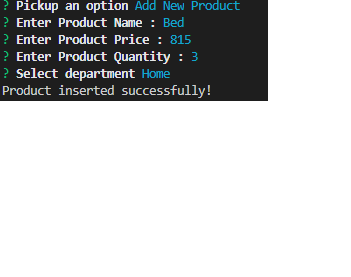 ? Pickup an option Add New Product
? Enter Product Name : Bed
? Enter Product Price : 815
? Enter Product Quantity : 3
? Select department Home
Product inserted successfully!